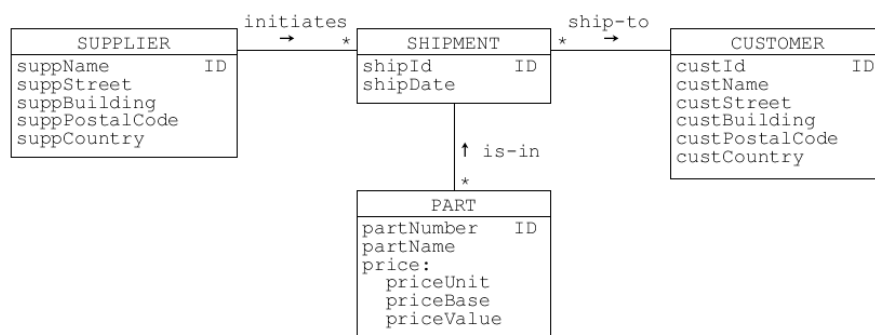 initiates
→
*
ship-to
* →
SUPPLIER
suppName ID
suppStreet
suppBuilding
suppPostalCode
suppCountry
SHIPMENT
shipId ID
shipDate
CUSTOMER
custId ID
custName
custStreet
custBuilding
custPostalCode
custCountry
↑ is-in
*
PART
partNumber ID
partName
price:
priceUnit
priceBase
priceValue